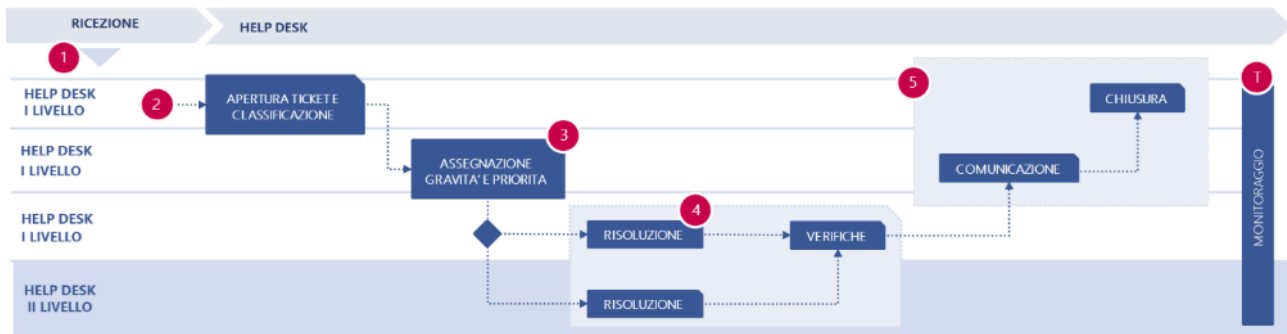 RICEZIONE
HELP DESK
1
HELP DESK
I LIVELLO
2
APERTURA TICKET E
CLASSIFICAZIONE
5
CHIUSURA
T
HELP DESK
I LIVELLO
3
ASSEGNAZIONE
GRAVITA' E PRIORITA
COMUNICAZIONE
MONITORAGGIO
HELP DESK
I LIVELLO
4
RISOLUZIONE
VERIFICHE
HELP DESK
II LIVELLO
RISOLUZIONE